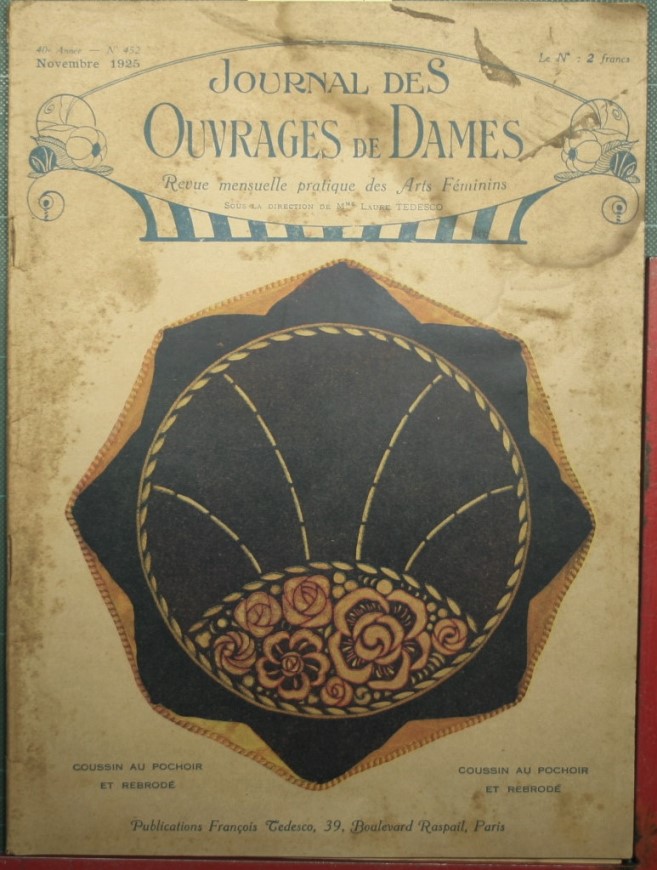 40e Année — N° 452
Novembre 1925
Le N° : 2 francs
JOURNAL DES
OUVRAGES DE DAMES
Revue mensuelle pratique des Arts Féminins
SOUS LA DIRECTION DE Mme LAURE TEDESCO
COUSSIN AU POCHOIR
ET REBRODÉ
COUSSIN AU POCHOIR
ET REBRODÉ
Publications François Tedesco, 39, Boulevard Raspail, Paris